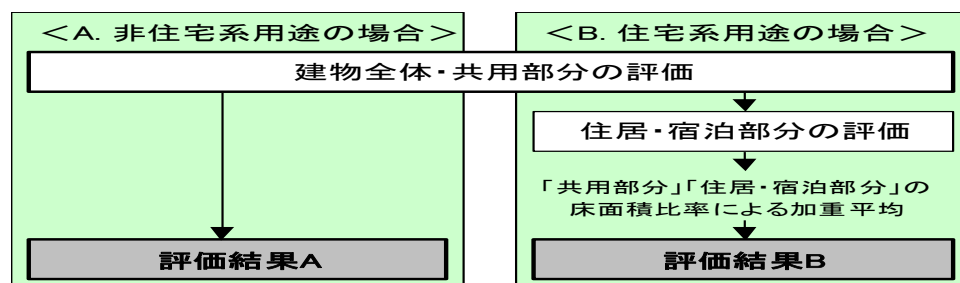 ＜A. 非住宅系用途の場合＞
＜B. 住宅系用途の場合＞
建物全体・共用部分の評価
住居・宿泊部分の評価
「共用部分」「住居・宿泊部分」の
床面積比率による加重平均
評価結果A
評価結果B